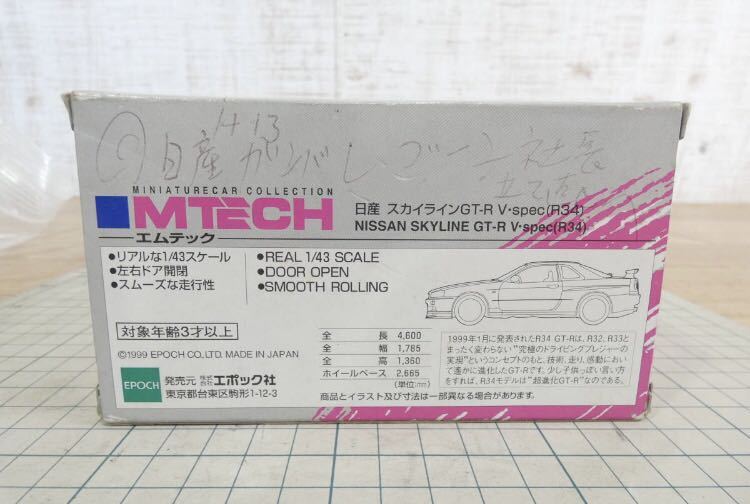 H13
日産 ガンバレゴーン社長
立て直
MINIATURECAR COLLECTION
MTECH
エムテック
日産 スカイラインGT-R V・spec(R34)
NISSAN SKYLINE GT-R V・spec(R34)
●リアルな1/43スケール
●左右ドア開閉
●スムーズな走行性
●REAL 1/43 SCALE
●DOOR OPEN
●SMOOTH ROLLING
対象年齢3才以上
©1999 EPOCH CO.,LTD. MADE IN JAPAN
EPOCH
発売元 株式会社 エポック社
東京都台東区駒形1-12-3
全長 4,600
全幅 1,785
全高 1,360
ホイールベース 2,665
(単位:mm)
1999年1月に発表されたR34 GT-Rは、R32、R33と
まったく変わらない“究極のドライビングプレジャーの
実現”というコンセプトのもと、技術、走り、感動におい
て遙かに進化したGT-Rです。少し子供っぽい言い方
をすれば、R34モデルは“超進化GT-R”なのである。
商品とイラスト及び寸法は一部異なる場合があります。